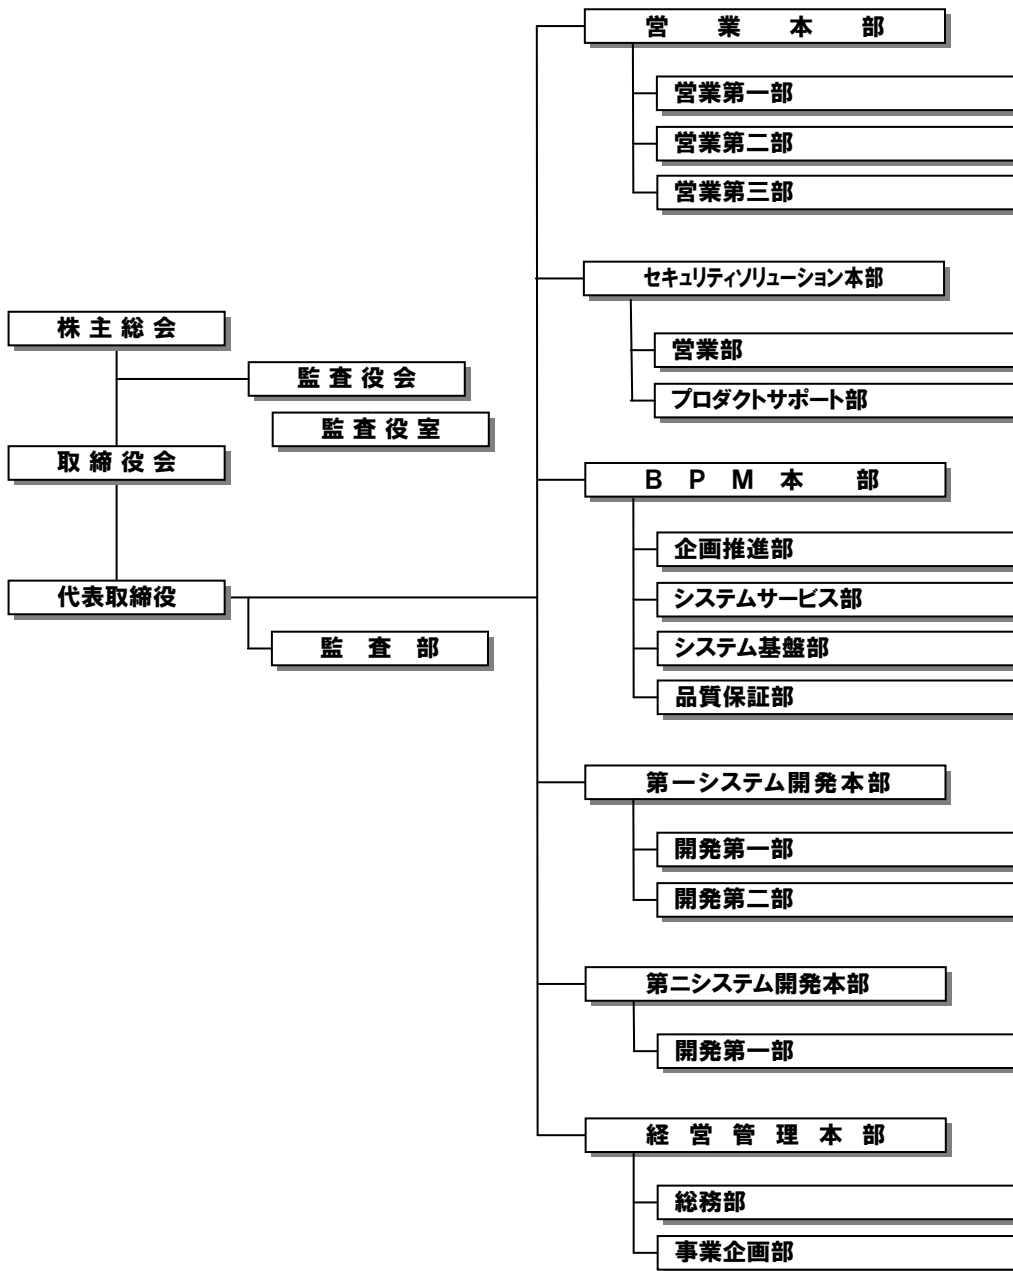 株主総会
監査役会
監査役室
取締役会
代表取締役
監査部
営業本部
営業第一部
営業第二部
営業第三部
セキュリティソリューション本部
営業部
プロダクトサポート部
BPM本部
企画推進部
システムサービス部
システム基盤部
品質保証部
第一システム開発本部
開発第一部
開発第二部
第二システム開発本部
開発第一部
経営管理本部
総務部
事業企画部